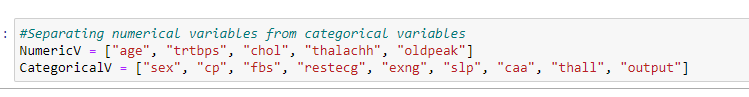 :
#Separating numerical variables from categorical variables
NumericV = ["age", "trtbps", "chol", "thalachh", "oldpeak"]
CategoricalV = ["sex", "cp", "fbs", "restecg", "exng", "slp", "caa", "thall", "output"]